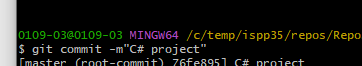 0109-03@0109-03 MINGW64 /c/temp/ispp35/repos/Repo
$ git commit -m"C# project"
[master (root-commit) 76fe895] C# project